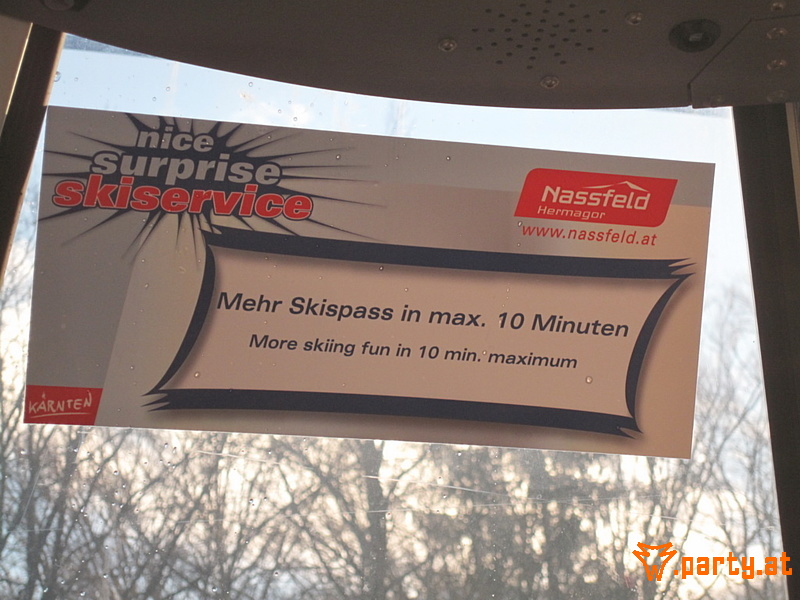 nice
surprise
skiservice
Nassfeld
Hermagor
www.nassfeld.at
Mehr Skispass in max. 10 Minuten
More skiing fun in 10 min. maximum
KÄRNTEN
.party.at